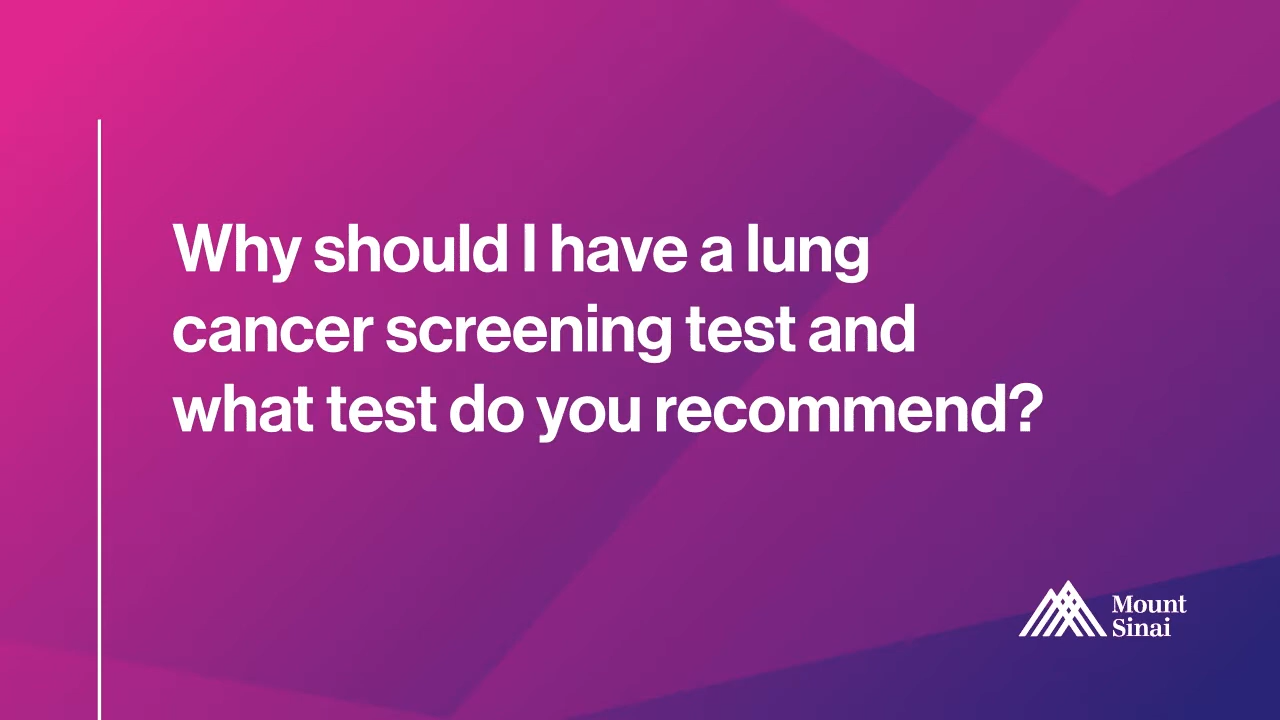 Why should I have a lung
cancer screening test and
what test do you recommend?
Mount
Sinai